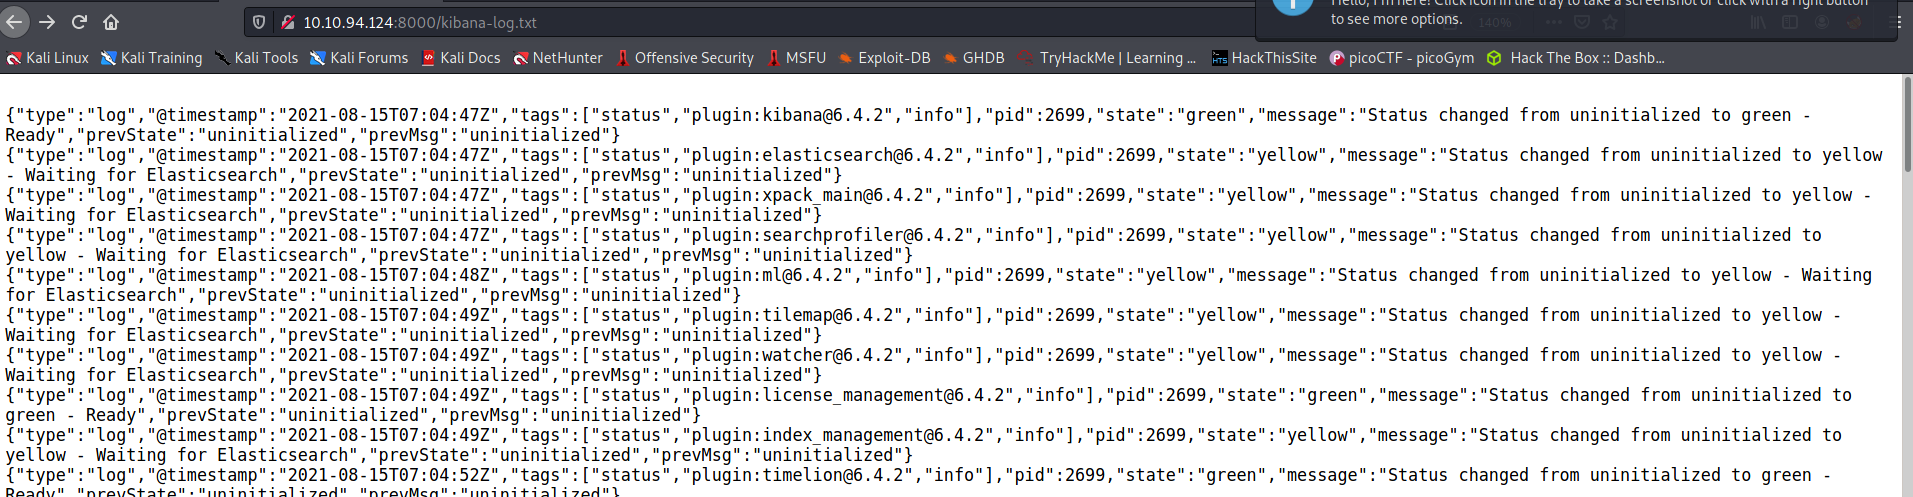 Hello, I'm here! Click icon in the tray to take a screenshot or click with a right button
to see more options.
10.10.94.124:8000/kibana-log.txt
140%
Kali Linux Kali Training Kali Tools Kali Forums Kali Docs NetHunter Offensive Security MSFU Exploit-DB GHDB TryHackMe | Learning ... HackThisSite picoCTF - picoGym Hack The Box :: Dashb...
{"type":"log","@timestamp":"2021-08-15T07:04:47Z","tags":["status","plugin:kibana@6.4.2","info"],"pid":2699,"state":"green","message":"Status changed from uninitialized to green -
Ready","prevState":"uninitialized","prevMsg":"uninitialized"}
{"type":"log","@timestamp":"2021-08-15T07:04:47Z","tags":["status","plugin:elasticsearch@6.4.2","info"],"pid":2699,"state":"yellow","message":"Status changed from uninitialized to yellow
- Waiting for Elasticsearch","prevState":"uninitialized","prevMsg":"uninitialized"}
{"type":"log","@timestamp":"2021-08-15T07:04:47Z","tags":["status","plugin:xpack_main@6.4.2","info"],"pid":2699,"state":"yellow","message":"Status changed from uninitialized to yellow -
Waiting for Elasticsearch","prevState":"uninitialized","prevMsg":"uninitialized"}
{"type":"log","@timestamp":"2021-08-15T07:04:47Z","tags":["status","plugin:searchprofiler@6.4.2","info"],"pid":2699,"state":"yellow","message":"Status changed from uninitialized to
yellow - Waiting for Elasticsearch","prevState":"uninitialized","prevMsg":"uninitialized"}
{"type":"log","@timestamp":"2021-08-15T07:04:48Z","tags":["status","plugin:ml@6.4.2","info"],"pid":2699,"state":"yellow","message":"Status changed from uninitialized to yellow - Waiting
for Elasticsearch","prevState":"uninitialized","prevMsg":"uninitialized"}
{"type":"log","@timestamp":"2021-08-15T07:04:49Z","tags":["status","plugin:tilemap@6.4.2","info"],"pid":2699,"state":"yellow","message":"Status changed from uninitialized to yellow -
Waiting for Elasticsearch","prevState":"uninitialized","prevMsg":"uninitialized"}
{"type":"log","@timestamp":"2021-08-15T07:04:49Z","tags":["status","plugin:watcher@6.4.2","info"],"pid":2699,"state":"yellow","message":"Status changed from uninitialized to yellow -
Waiting for Elasticsearch","prevState":"uninitialized","prevMsg":"uninitialized"}
{"type":"log","@timestamp":"2021-08-15T07:04:49Z","tags":["status","plugin:license_management@6.4.2","info"],"pid":2699,"state":"green","message":"Status changed from uninitialized to
green - Ready","prevState":"uninitialized","prevMsg":"uninitialized"}
{"type":"log","@timestamp":"2021-08-15T07:04:49Z","tags":["status","plugin:index_management@6.4.2","info"],"pid":2699,"state":"yellow","message":"Status changed from uninitialized to
yellow - Waiting for Elasticsearch","prevState":"uninitialized","prevMsg":"uninitialized"}
{"type":"log","@timestamp":"2021-08-15T07:04:52Z","tags":["status","plugin:timelion@6.4.2","info"],"pid":2699,"state":"green","message":"Status changed from uninitialized to green -
Ready","prevState":"uninitialized","prevMsg":"uninitialized"}